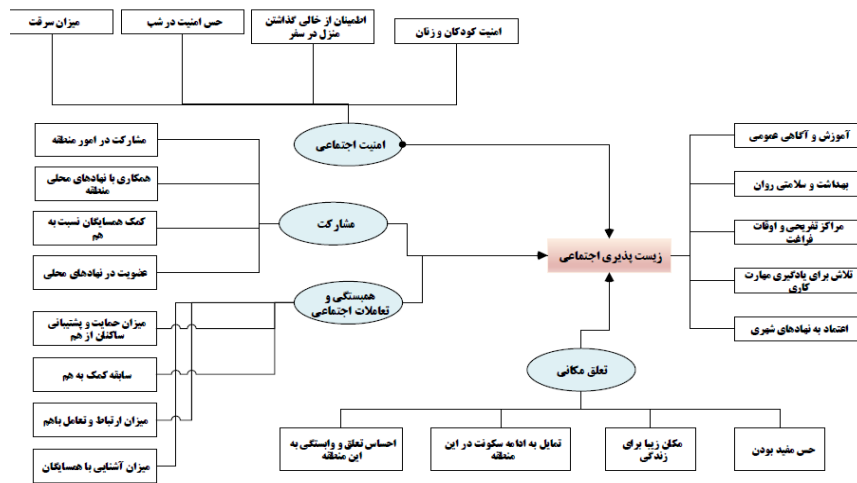 امنیت کودکان و زنان
اطمینان از خالی گذاشتن
منزل در سفر
حس امنیت در شب
میزان سرقت
امنیت اجتماعی
مشارکت در امور منطقه
همکاری با نهادهای محلی
منطقه
کمک همسایگان نسبت به
هم
عضویت در نهادهای محلی
مشارکت
همبستگی و
تعاملات اجتماعی
میزان حمایت و پشتیبانی
ساکنان از هم
سابقه کمک به هم
میزان ارتباط و تعامل باهم
میزان آشنایی با همسایگان
زیست پذیری اجتماعی
آموزش و آگاهی عمومی
بهداشت و سلامتی روان
مراکز تفریحی و اوقات
فراغت
تلاش برای یادگیری مهارت
کاری
اعتماد به نهادهای شهری
تعلق مکانی
حس مفید بودن
مکان زیبا برای
زندگی
تمایل به ادامه سکونت در این
منطقه
احساس تعلق و وابستگی به
این منطقه